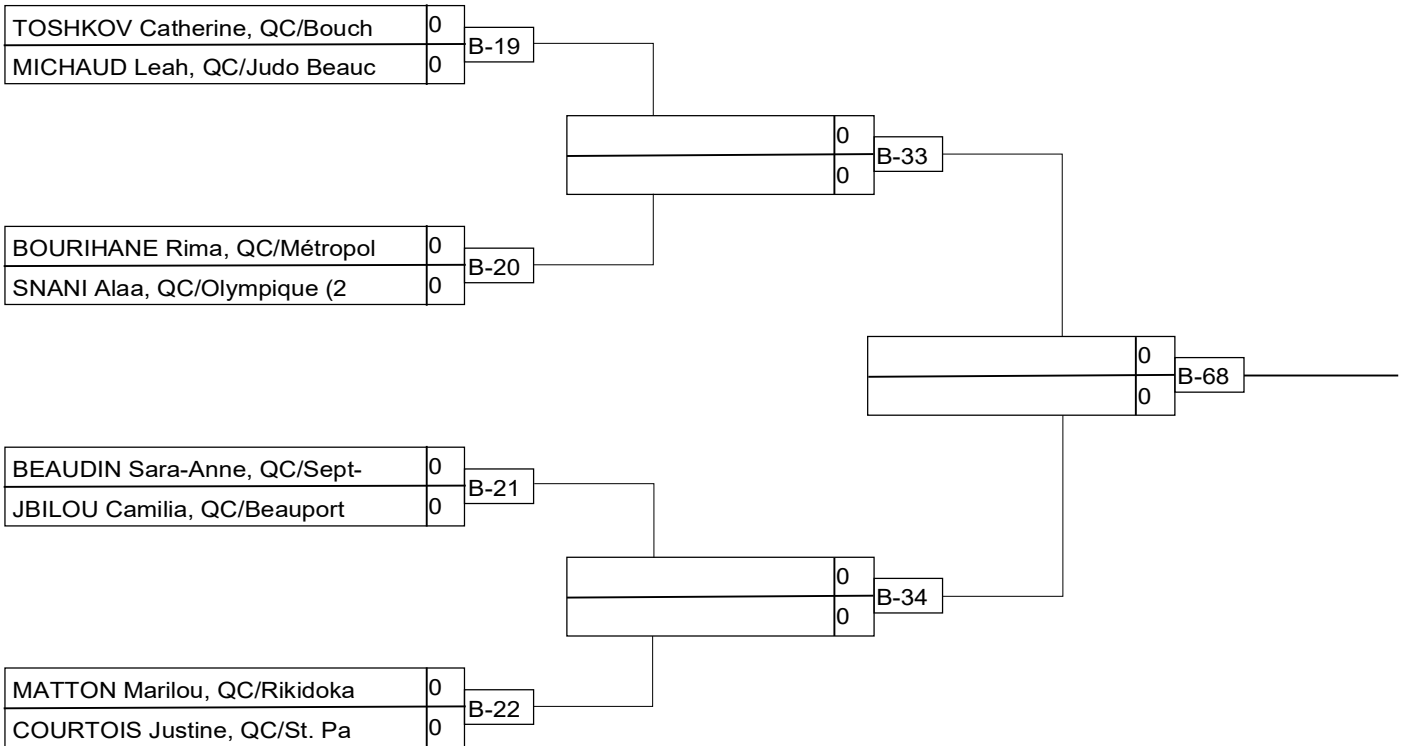 TOSHKOV Catherine, QC/Bouch 0
B-19
MICHAUD Leah, QC/Judo Beauc 0
0
B-33
0
BOURIHANE Rima, QC/Métropol 0
B-20
SNANI Alaa, QC/Olympique (2 0
0
B-68
0
BEAUDIN Sara-Anne, QC/Sept- 0
B-21
JBILOU Camilia, QC/Beauport 0
0
B-34
0
MATTON Marilou, QC/Rikidoka 0
B-22
COURTOIS Justine, QC/St. Pa 0